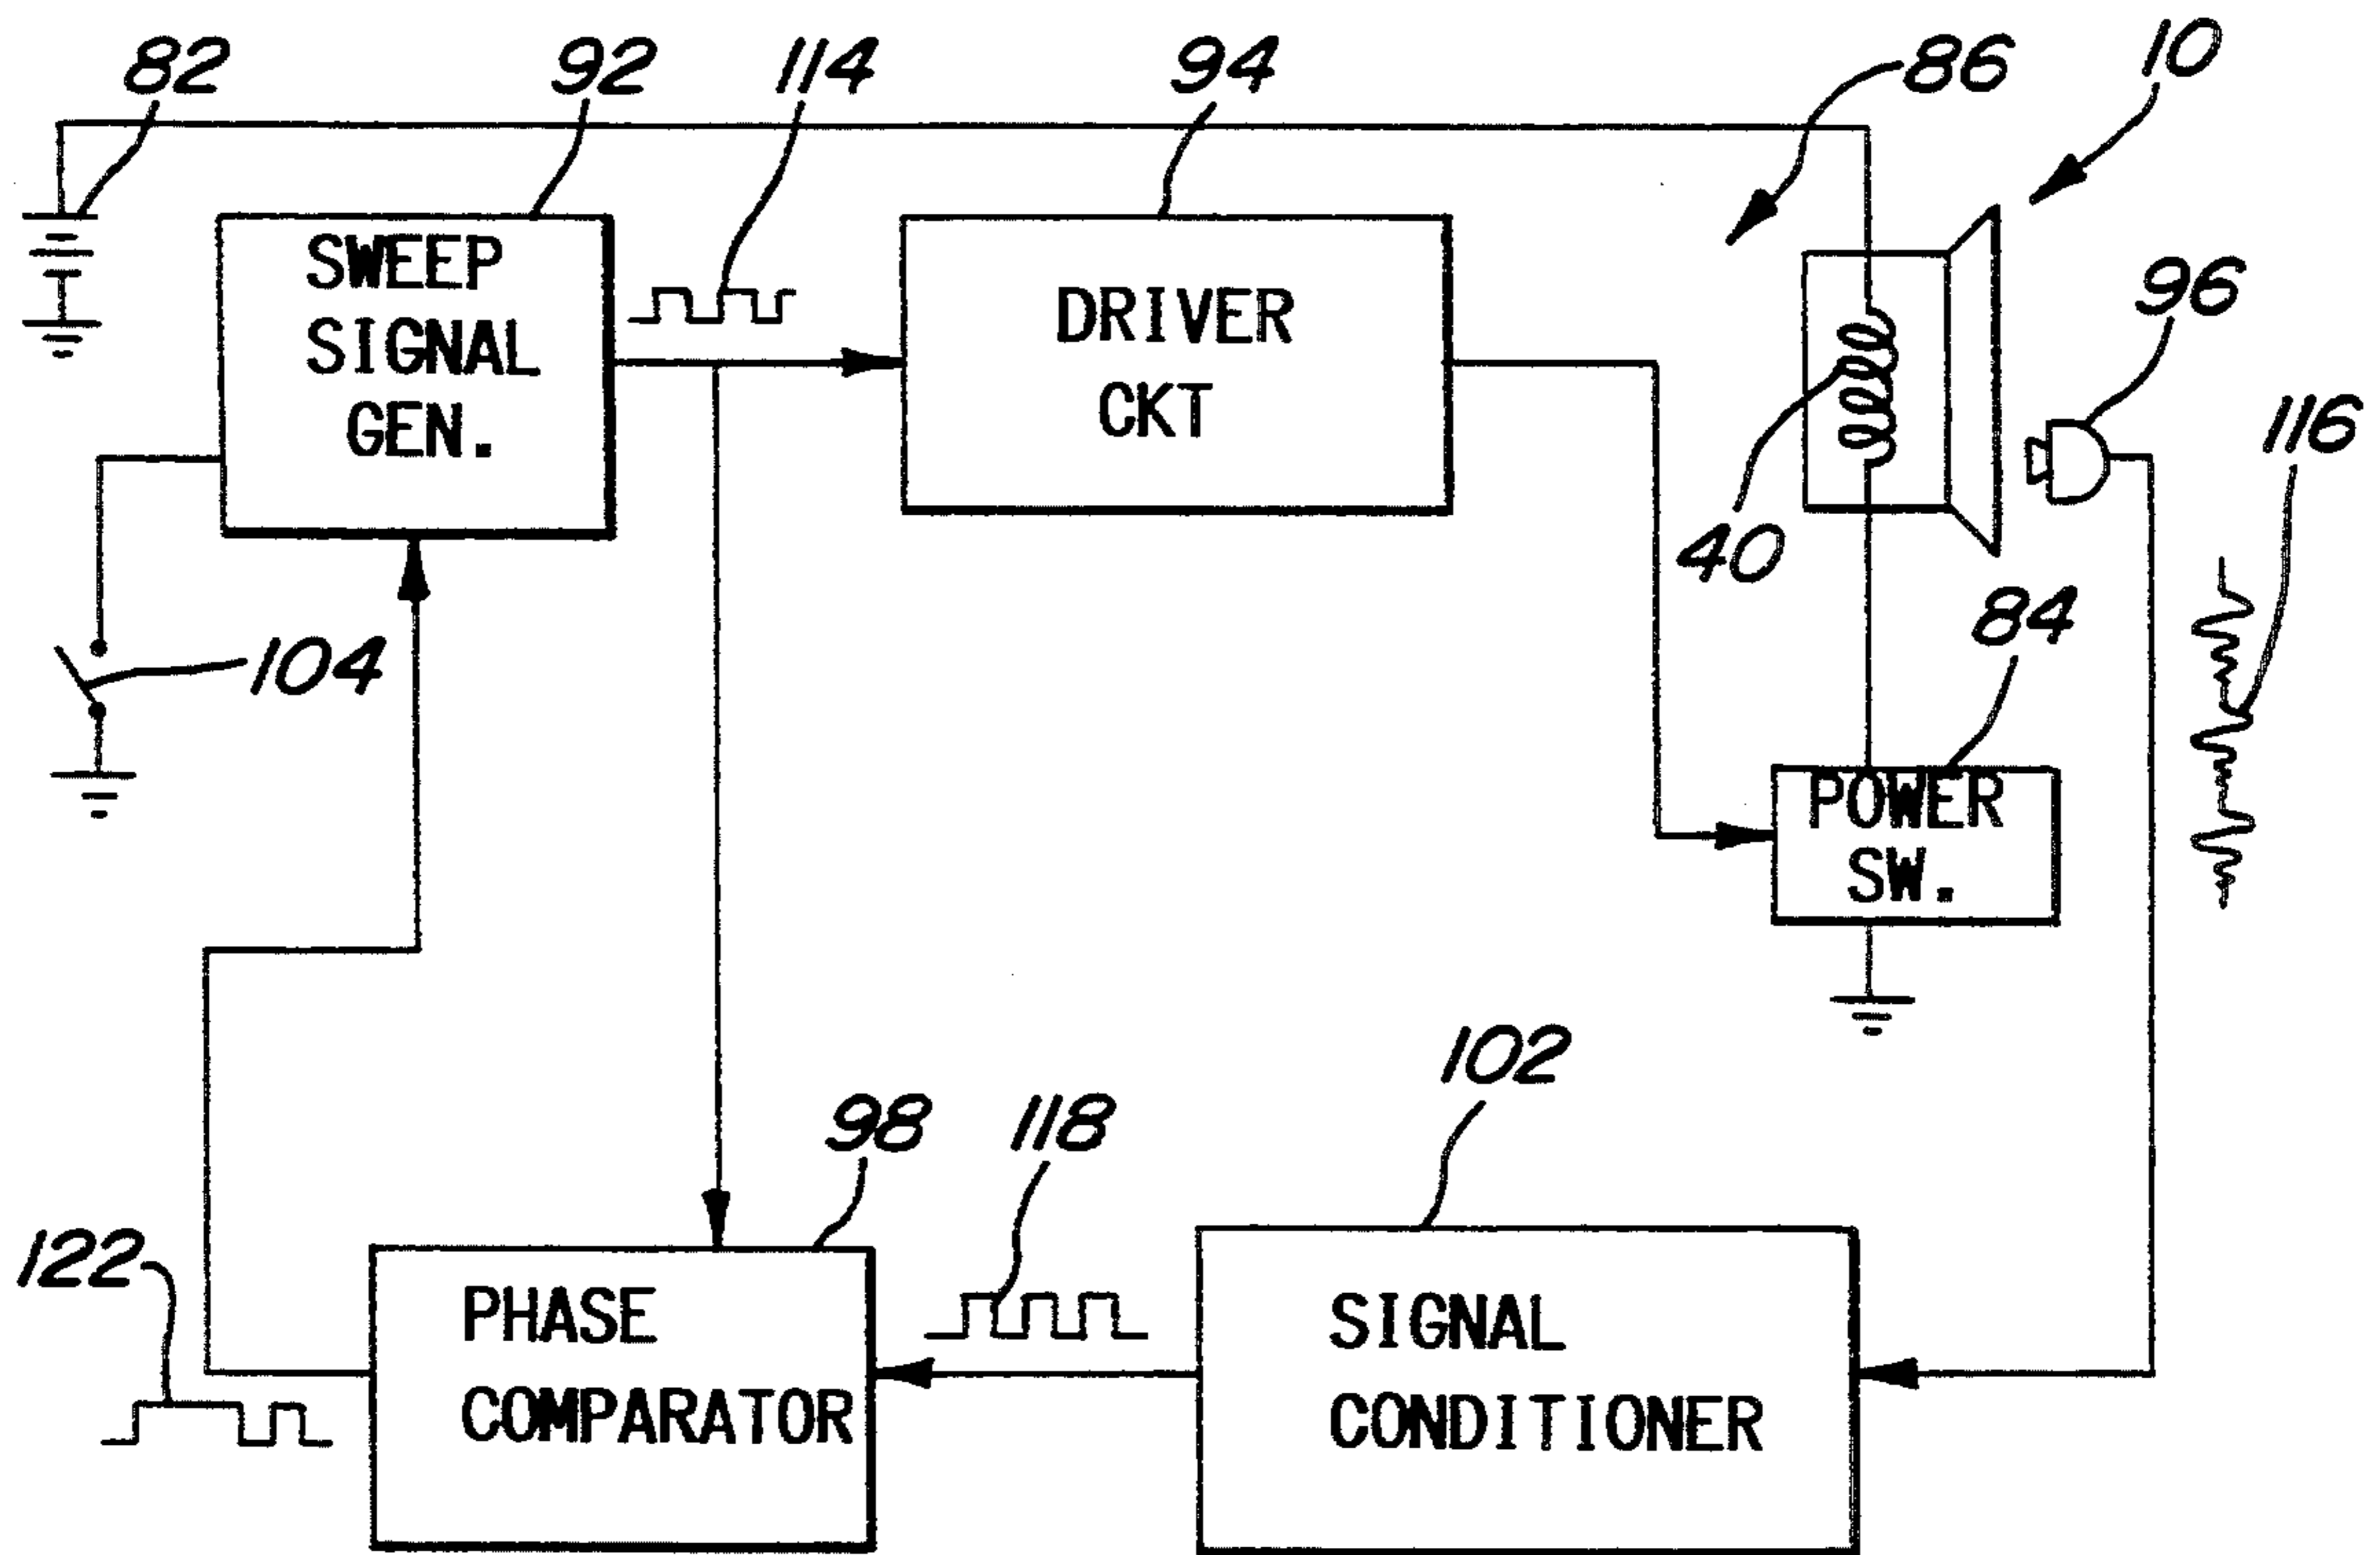 82
92
114
94
86
10
SWEEP
SIGNAL
GEN.
DRIVER
CKT
96
116
40
84
104
POWER
SW.
102
98
118
122
PHASE
COMPARATOR
SIGNAL
CONDITIONER